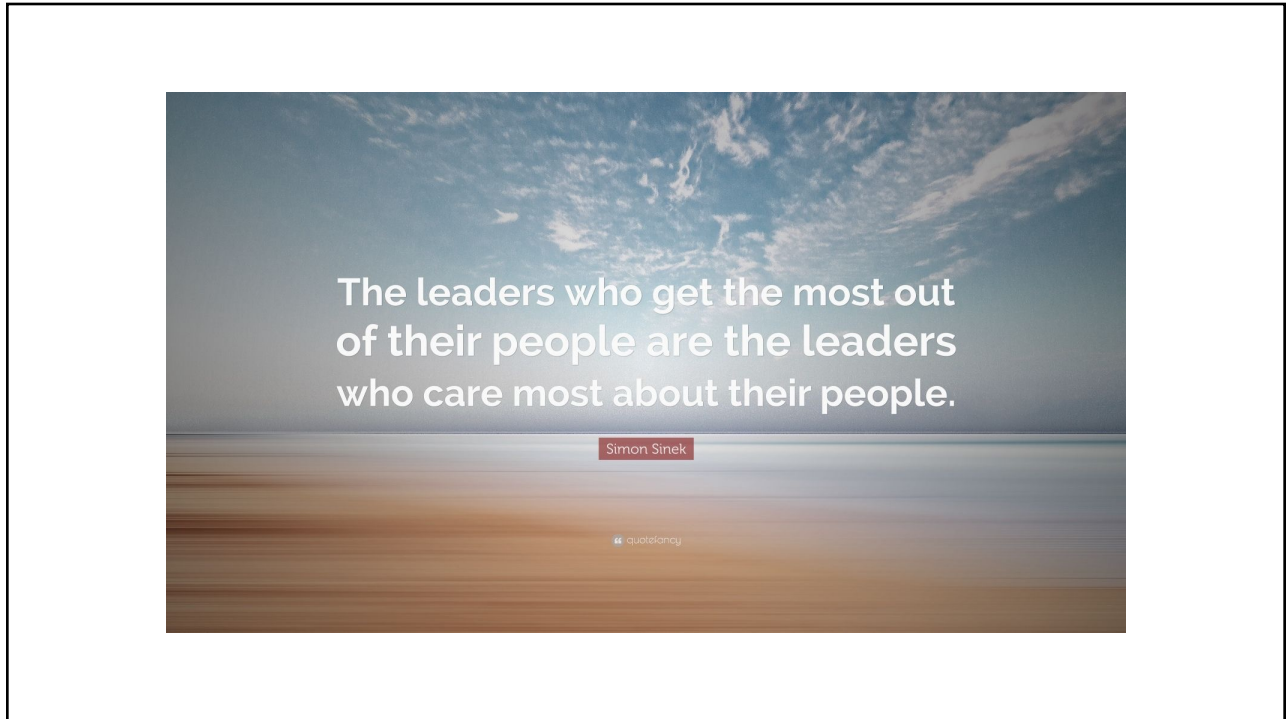 The leaders who get the most out
of their people are the leaders
who care most about their people.
Simon Sinek
quotefancy